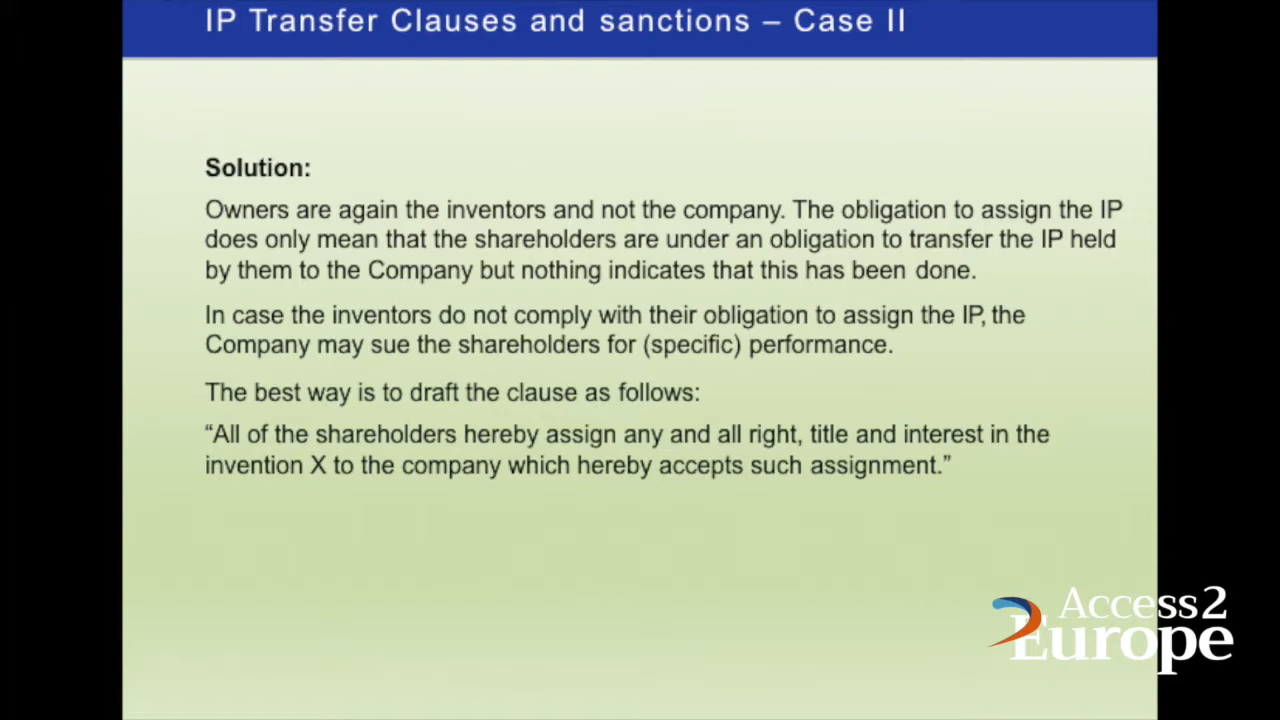 IP Transfer Clauses and sanctions – Case II
Solution:
Owners are again the inventors and not the company. The obligation to assign the IP
does only mean that the shareholders are under an obligation to transfer the IP held
by them to the Company but nothing indicates that this has been done.
In case the inventors do not comply with their obligation to assign the IP, the
Company may sue the shareholders for (specific) performance.
The best way is to draft the clause as follows:
“All of the shareholders hereby assign any and all right, title and interest in the
invention X to the company which hereby accepts such assignment.”
Access2
Europe